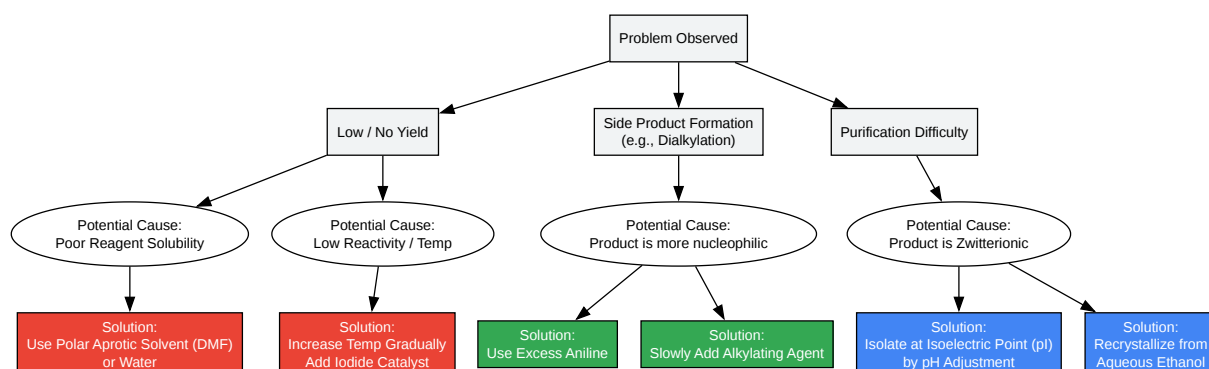 Problem Observed
Low / No Yield
Side Product Formation
(e.g., Dialkylation)
Purification Difficulty
Potential Cause:
Poor Reagent Solubility
Potential Cause:
Low Reactivity / Temp
Potential Cause:
Product is more nucleophilic
Potential Cause:
Product is Zwitterionic
Solution:
Use Polar Aprotic Solvent (DMF)
or Water
Solution:
Increase Temp Gradually
Add Iodide Catalyst
Solution:
Use Excess Aniline
Solution:
Slowly Add Alkylating Agent
Solution:
Isolate at Isoelectric Point (pI)
by pH Adjustment
Solution:
Recrystallize from
Aqueous Ethanol